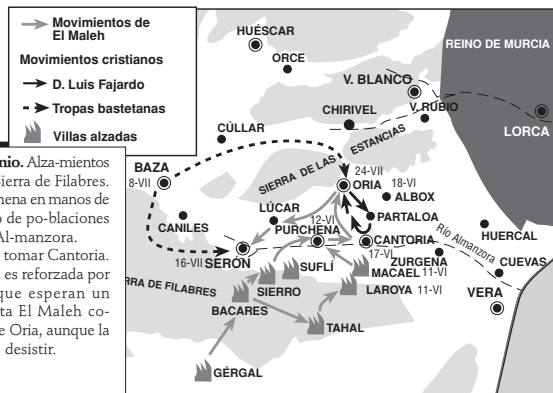 Movimientos de
El Maleh
Movimientos cristianos
D. Luis Fajardo
Tropas bastetanas
Villas alzadas
nio. Alza-mientos
Sierra de Filabres.
hena en manos de
o de po-blaciones
Al-manzora.
tomar Cantoria.
es reforzada por
que esperan un
ta El Maleh co-
e Oria, aunque la
desistir.
HUÉSCAR
ORCE
REINO DE MURCIA
V. BLANCO
V. RUBIO
CHIRIVEL
LORCA
CÚLLAR
SIERRA DE LAS ESTANCIAS
BAZA
8-VII
24-VII
ORIA
18-VI
ALBOX
CANILES
LÚCAR
PARTALOA
12-VI
PURCHENA
CANTORIA
Río Almanzora
HUERCAL
16-VII SERÓN
17-VI
ZURGENA
CUEVAS
SUFLÍ
MACAEL 11-VI
RRA DE FILABRES
SIERRO
LAROYA 11-VI
VERA
BACARES
TAHAL
GÉRGAL